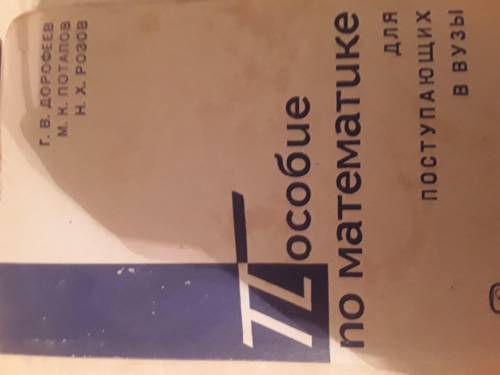 Г. В. ДОРОФЕЕВ
М. К. ПОТАПОВ
Н. Х. РОЗОВ
Пособие
по математике
ДЛЯ
ПОСТУПАЮЩИХ
В ВУЗЫ